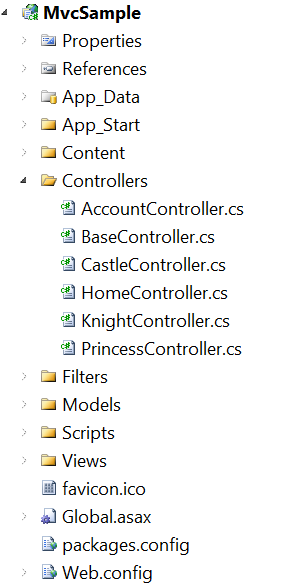 MvcSample
Properties
References
App_Data
App_Start
Content
Controllers
AccountController.cs
BaseController.cs
CastleController.cs
HomeController.cs
KnightController.cs
PrincessController.cs
Filters
Models
Scripts
Views
favicon.ico
Global.asax
packages.config
Web.config